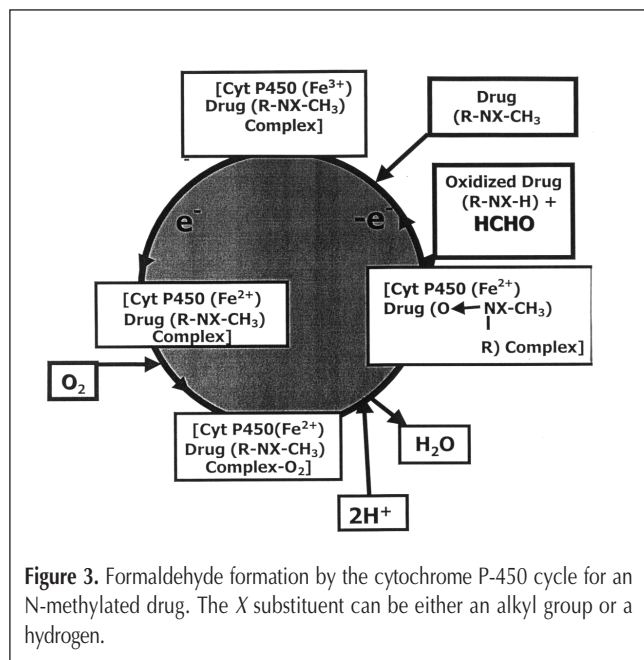 [Cyt P450 (Fe³⁺)
Drug (R-NX-CH₃)
Complex]
Drug
(R-NX-CH₃
Oxidized Drug
(R-NX-H) +
HCHO
e⁻
-e⁻
[Cyt P450 (Fe²⁺)
Drug (R-NX-CH₃)
Complex]
[Cyt P450 (Fe²⁺)
Drug (O←NX-CH₃)
R) Complex]
O₂
[Cyt P450(Fe²⁺)
Drug (R-NX-CH₃)
Complex-O₂]
H₂O
2H⁺
Figure 3. Formaldehyde formation by the cytochrome P-450 cycle for an
N-methylated drug. The X substituent can be either an alkyl group or a
hydrogen.